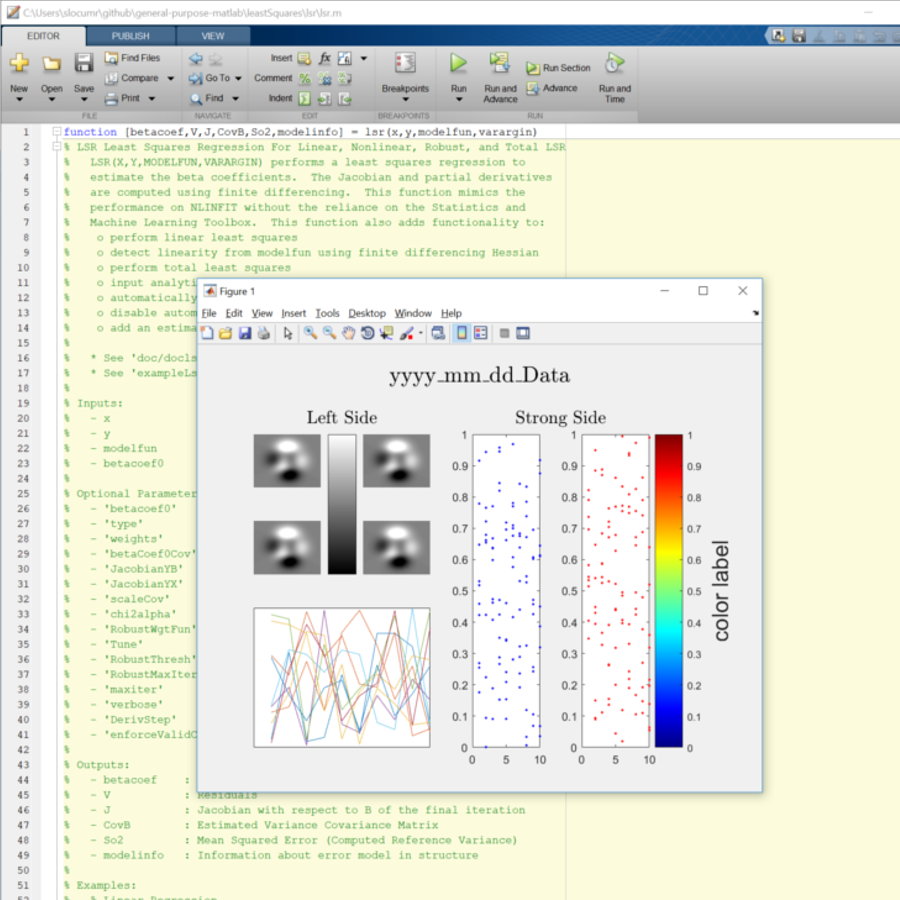 C:\Users\slocumr\github\general-purpose-matlab\leastSquares\lsr\lsr.m
EDITOR PUBLISH VIEW
New Open Save Find Files Compare Print
Go To Find
Insert fx Comment Indent
Breakpoints
Run Run and Advance Run Section Advance Run and Time
FILE NAVIGATE EDIT BREAKPOINTS RUN
1 function [betacoef,V,J,CovB,So2,modelinfo] = lsr(x,y,modelfun,varargin)
2 % LSR Least Squares Regression For Linear, Nonlinear, Robust, and Total LSR
3 % LSR(X,Y,MODELFUN,VARARGIN) performs a least squares regression to
4 % estimate the beta coefficients. The Jacobian and partial derivatives
5 % are computed using finite differencing. This function mimics the
6 % performance on NLINFIT without the reliance on the Statistics and
7 % Machine Learning Toolbox. This function also adds functionality to:
8 % o perform linear least squares
9 % o detect linearity from modelfun using finite differencing Hessian
10 % o perform total least squares
11 % o input analyti
12 % o automatically
13 % o disable autom
14 % o add an estima
15 %
16 % * See 'doc/docls
17 % * See 'exampleLs
18 %
19 % Inputs:
20 % - x
21 % - y
22 % - modelfun
23 % - betacoef0
24 %
25 % Optional Parameter
26 % - 'betacoef0'
27 % - 'type'
28 % - 'weights'
29 % - 'betaCoef0Cov'
30 % - 'JacobianYB'
31 % - 'JacobianYX'
32 % - 'scaleCov'
33 % - 'chi2alpha'
34 % - 'RobustWgtFun'
35 % - 'Tune'
36 % - 'RobustThresh'
37 % - 'RobustMaxIter
38 % - 'maxiter'
39 % - 'verbose'
40 % - 'DerivStep'
41 % - 'enforceValidC
42 %
43 % Outputs:
44 % - betacoef :
45 % - V : Residuals
46 % - J : Jacobian with respect to B of the final iteration
47 % - CovB : Estimated Variance Covariance Matrix
48 % - So2 : Mean Squared Error (Computed Reference Variance)
49 % - modelinfo : Information about error model in structure
50 %
51 % Examples:
52 % % Linear Regression
Figure 1
File Edit View Insert Tools Desktop Window Help
yyyy_mm_dd_Data
Left Side
Strong Side
1 1
0.9 0.9 0.9
0.8 0.8 0.8
0.7 0.7 0.7
0.6 0.6 0.6
0.5 0.5 0.5
0.4 0.4 0.4
0.3 0.3 0.3
0.2 0.2 0.2
0.1 0.1 0.1
0 0 0
0 5 10 0 5 10
color label